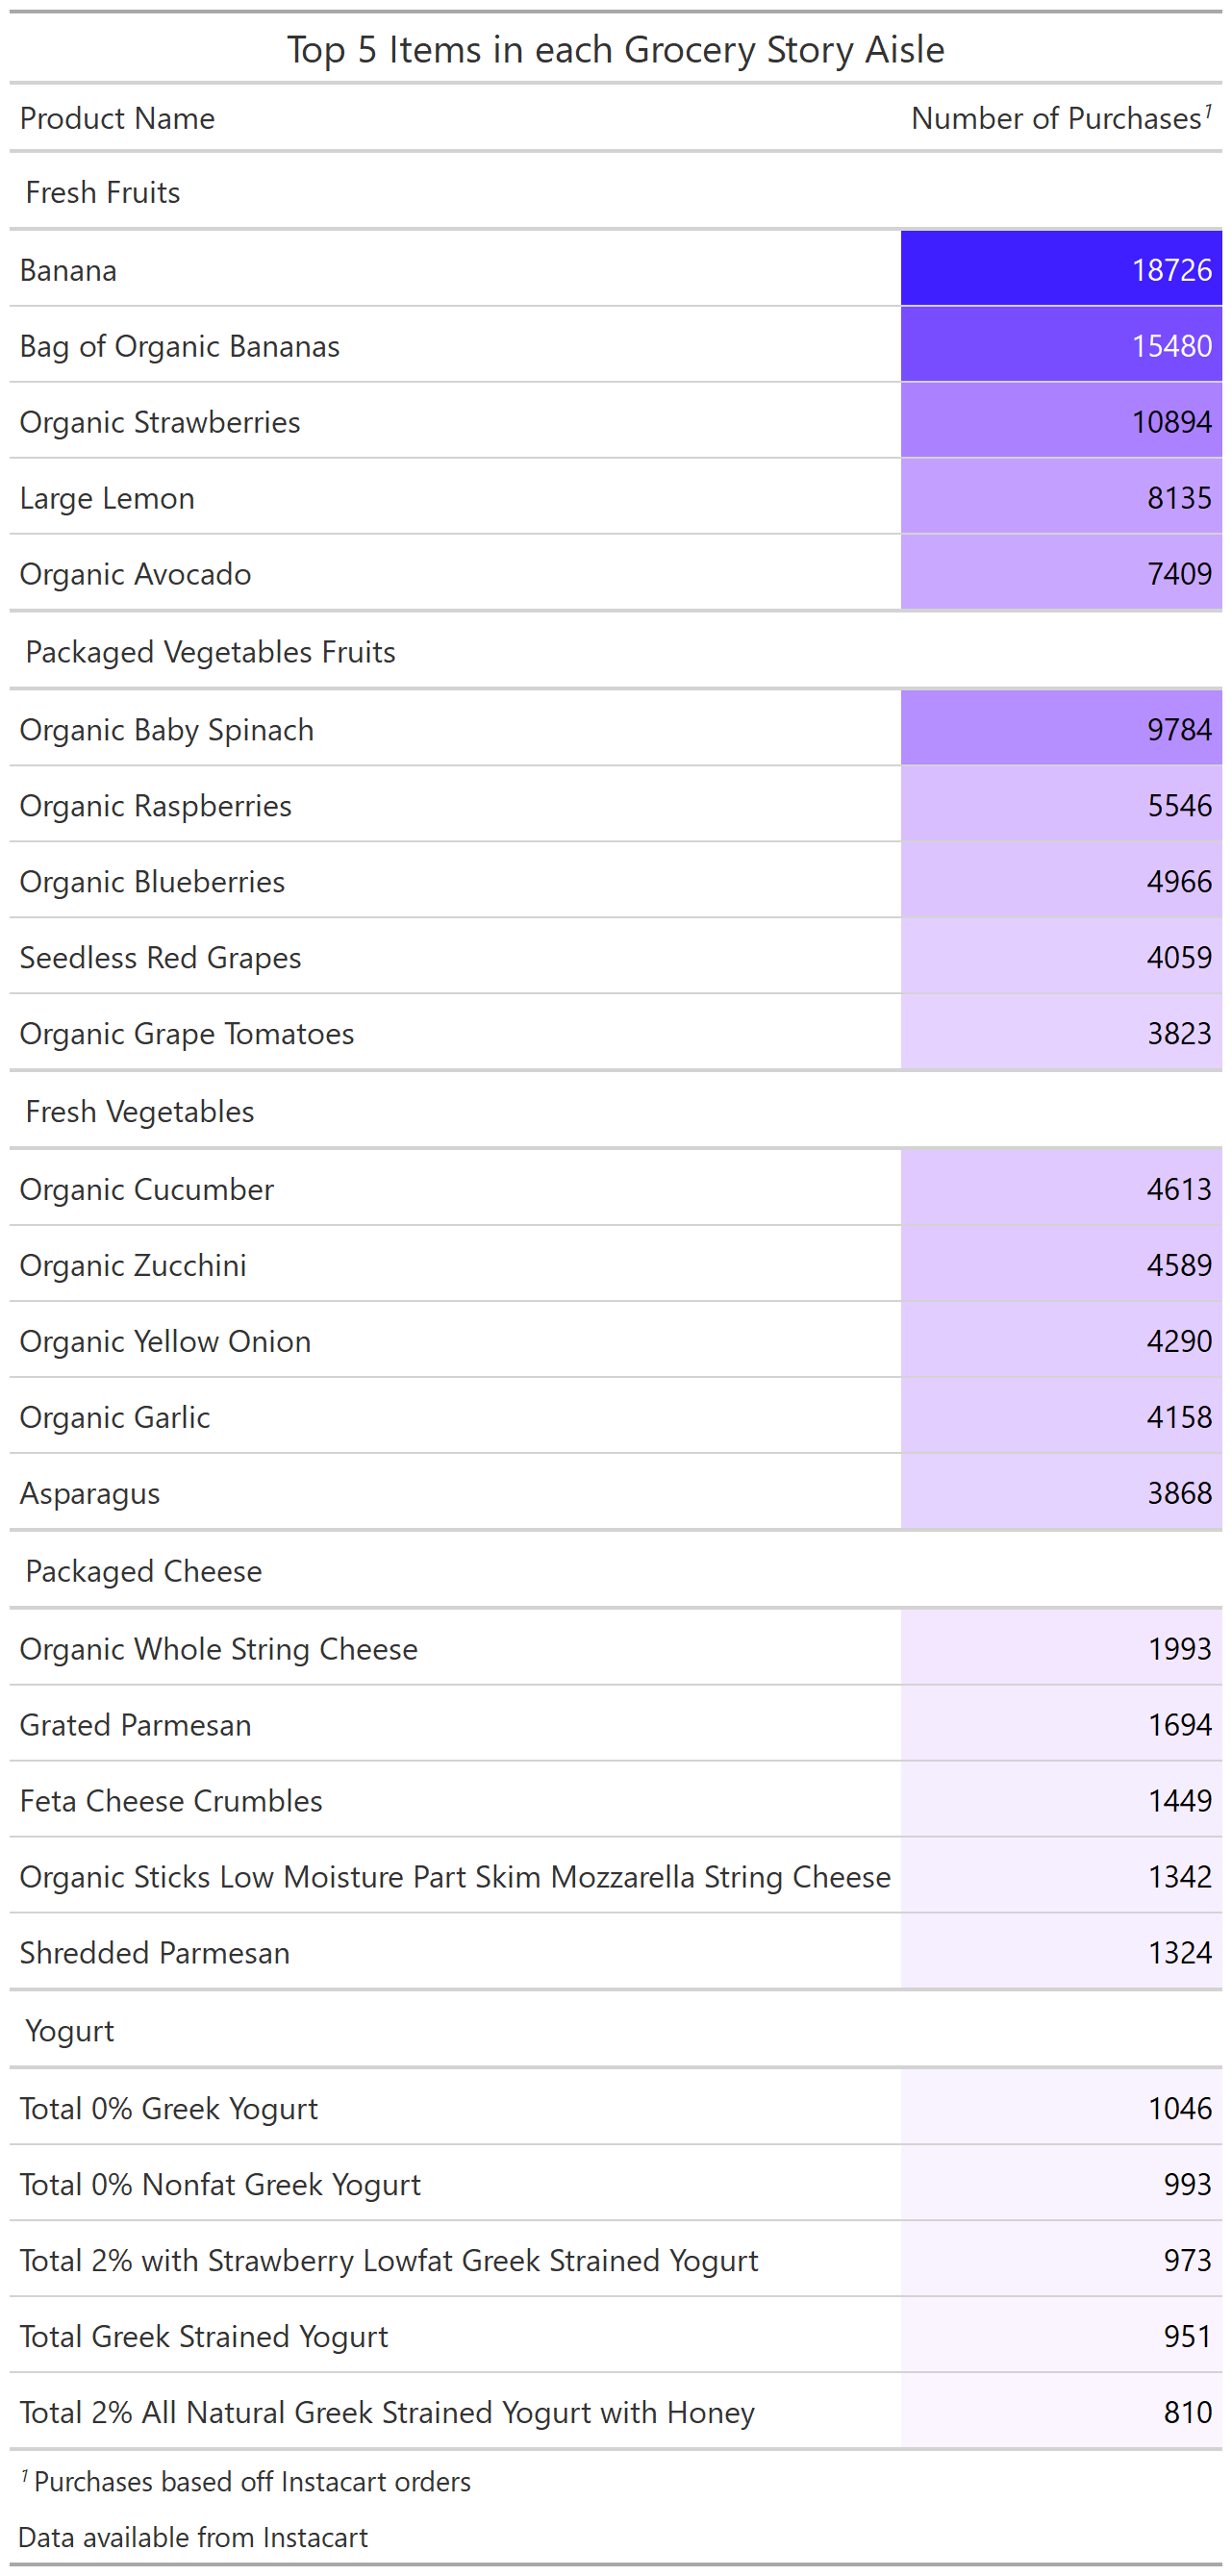 Top 5 Items in each Grocery Story Aisle
Product Name Number of Purchases¹
Fresh Fruits
Banana 18726
Bag of Organic Bananas 15480
Organic Strawberries 10894
Large Lemon 8135
Organic Avocado 7409
Packaged Vegetables Fruits
Organic Baby Spinach 9784
Organic Raspberries 5546
Organic Blueberries 4966
Seedless Red Grapes 4059
Organic Grape Tomatoes 3823
Fresh Vegetables
Organic Cucumber 4613
Organic Zucchini 4589
Organic Yellow Onion 4290
Organic Garlic 4158
Asparagus 3868
Packaged Cheese
Organic Whole String Cheese 1993
Grated Parmesan 1694
Feta Cheese Crumbles 1449
Organic Sticks Low Moisture Part Skim Mozzarella String Cheese 1342
Shredded Parmesan 1324
Yogurt
Total 0% Greek Yogurt 1046
Total 0% Nonfat Greek Yogurt 993
Total 2% with Strawberry Lowfat Greek Strained Yogurt 973
Total Greek Strained Yogurt 951
Total 2% All Natural Greek Strained Yogurt with Honey 810
¹ Purchases based off Instacart orders
Data available from Instacart